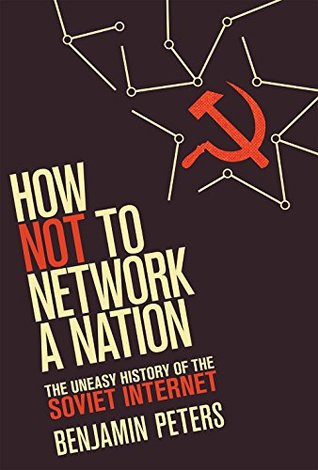 HOW
NOT TO
NETWORK
A NATION
THE UNEASY HISTORY OF THE
SOVIET INTERNET
BENJAMIN PETERS